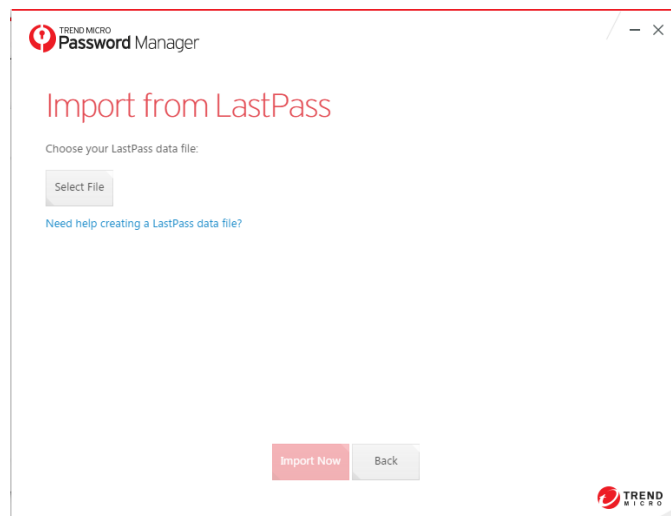 TREND MICRO
Password Manager
Import from LastPass
Choose your LastPass data file:
Select File
Need help creating a LastPass data file?
Import Now Back
TREND
MICRO